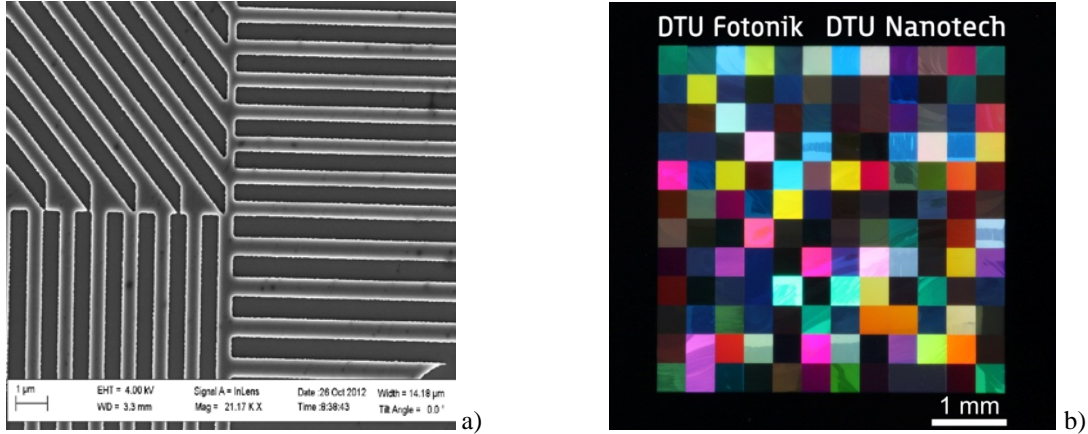 1 µm
EHT = 4.00 kV
Signal A = InLens
Date :26 Oct 2012
Width = 14.18 µm
WD = 3.3 mm
Mag = 21.17 K X
Time :8:38:43
Tilt Angle = 0.0 °
a)
DTU Fotonik DTU Nanotech
1 mm
b)